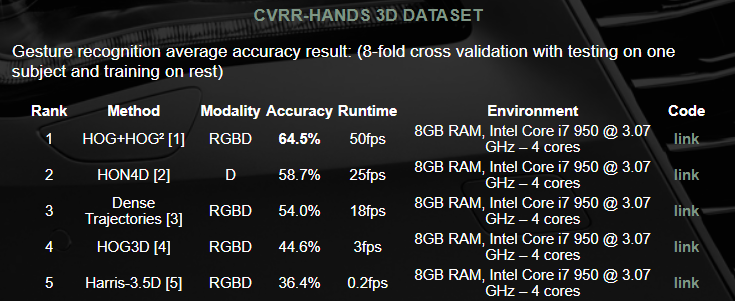 CVRR-HANDS 3D DATASET
Gesture recognition average accuracy result: (8-fold cross validation with testing on one
subject and training on rest)
Rank Method Modality Accuracy Runtime Environment Code
1 HOG+HOG² [1] RGBD 64.5% 50fps 8GB RAM, Intel Core i7 950 @ 3.07 GHz – 4 cores link
2 HON4D [2] D 58.7% 25fps 8GB RAM, Intel Core i7 950 @ 3.07 GHz – 4 cores link
3 Dense Trajectories [3] RGBD 54.0% 18fps 8GB RAM, Intel Core i7 950 @ 3.07 GHz – 4 cores link
4 HOG3D [4] RGBD 44.6% 3fps 8GB RAM, Intel Core i7 950 @ 3.07 GHz – 4 cores link
5 Harris-3.5D [5] RGBD 36.4% 0.2fps 8GB RAM, Intel Core i7 950 @ 3.07 GHz – 4 cores link